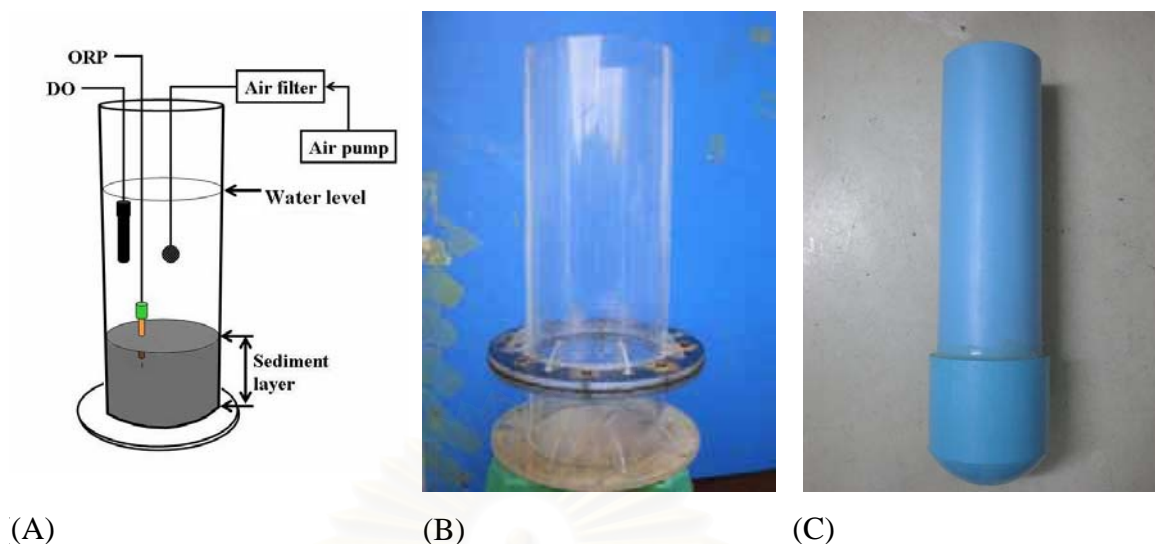 ORP
DO
Air filter
Air pump
Water level
Sediment
layer
(A)
(B)
(C)